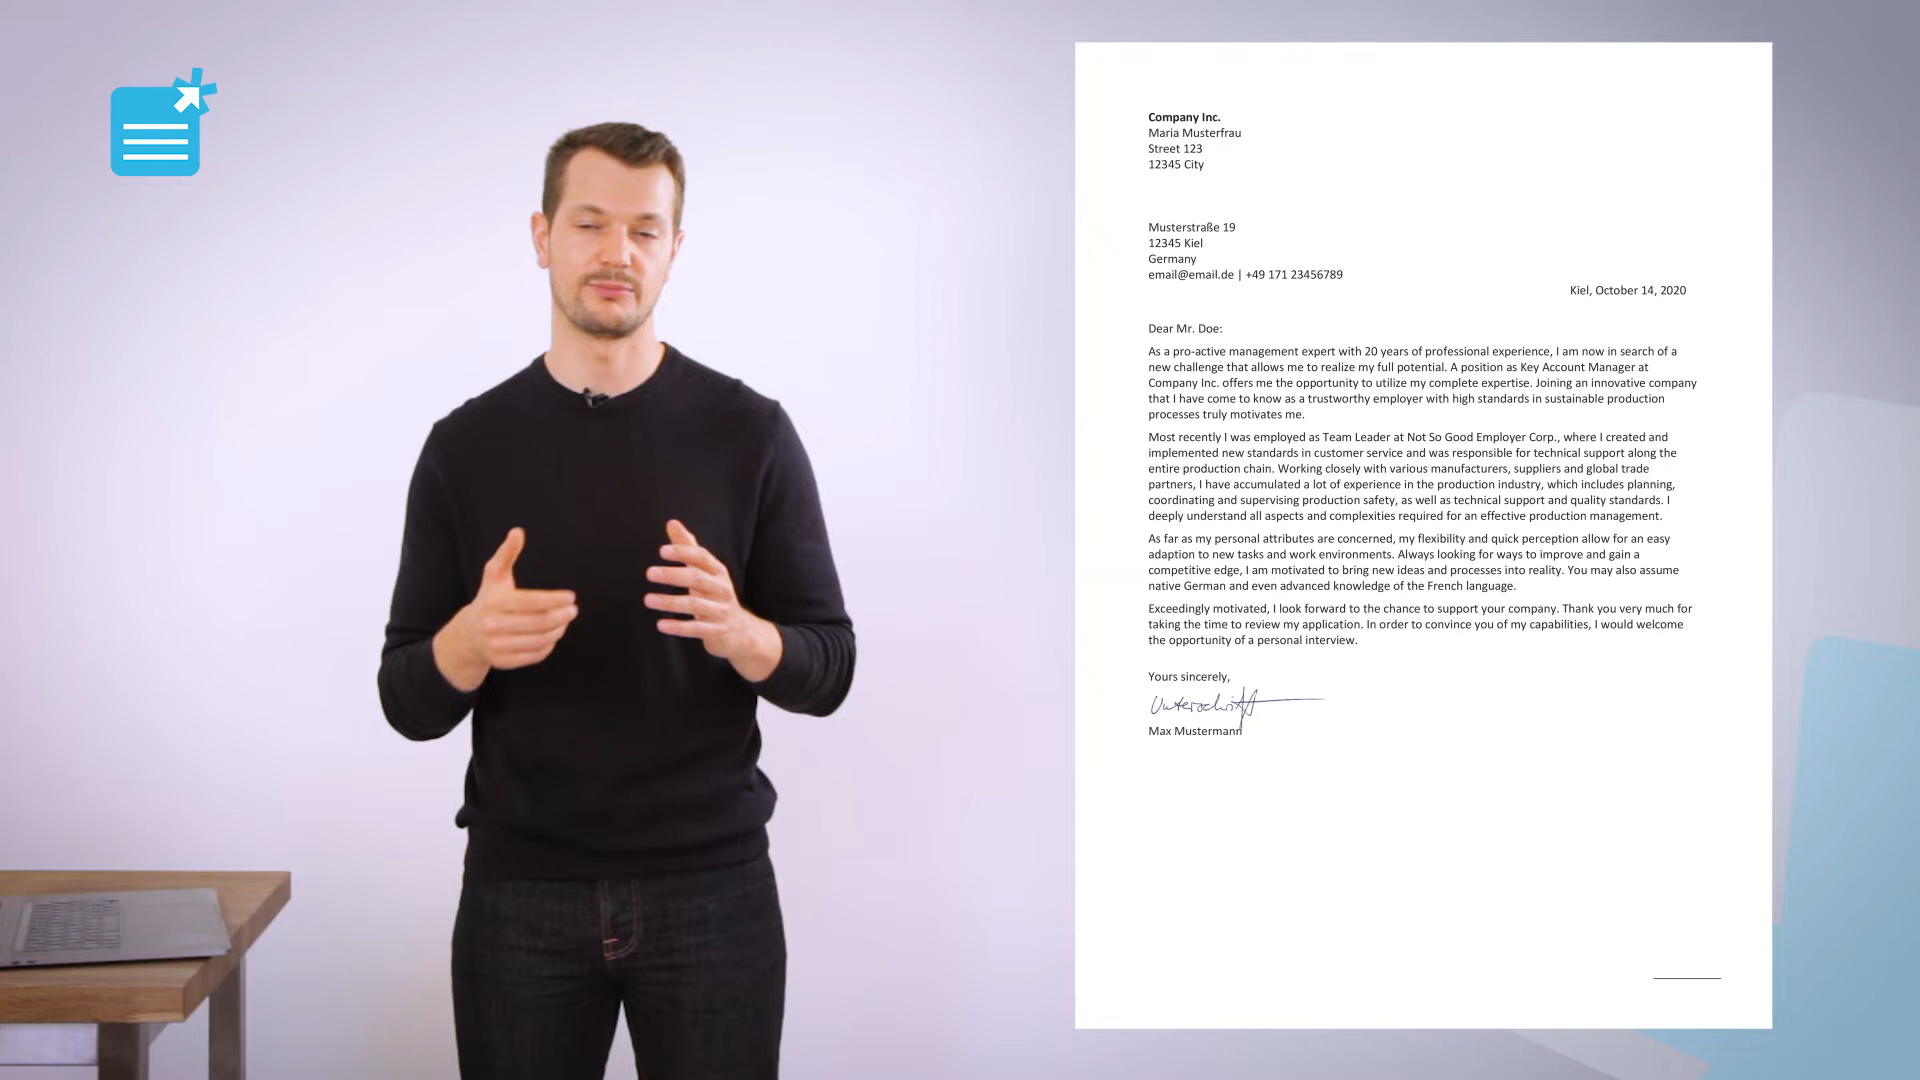 Company Inc.
Maria Musterfrau
Street 123
12345 City
Musterstraße 19
12345 Kiel
Germany
email@email.de | +49 171 23456789
Kiel, October 14, 2020
Dear Mr. Doe:
As a pro-active management expert with 20 years of professional experience, I am now in search of a
new challenge that allows me to realize my full potential. A position as Key Account Manager at
Company Inc. offers me the opportunity to utilize my complete expertise. Joining an innovative company
that I have come to know as a trustworthy employer with high standards in sustainable production
processes truly motivates me.
Most recently I was employed as Team Leader at Not So Good Employer Corp., where I created and
implemented new standards in customer service and was responsible for technical support along the
entire production chain. Working closely with various manufacturers, suppliers and global trade
partners, I have accumulated a lot of experience in the production industry, which includes planning,
coordinating and supervising production safety, as well as technical support and quality standards. I
deeply understand all aspects and complexities required for an effective production management.
As far as my personal attributes are concerned, my flexibility and quick perception allow for an easy
adaption to new tasks and work environments. Always looking for ways to improve and gain a
competitive edge, I am motivated to bring new ideas and processes into reality. You may also assume
native German and even advanced knowledge of the French language.
Exceedingly motivated, I look forward to the chance to support your company. Thank you very much for
taking the time to review my application. In order to convince you of my capabilities, I would welcome
the opportunity of a personal interview.
Yours sincerely,
Unterschrift
Max Mustermann